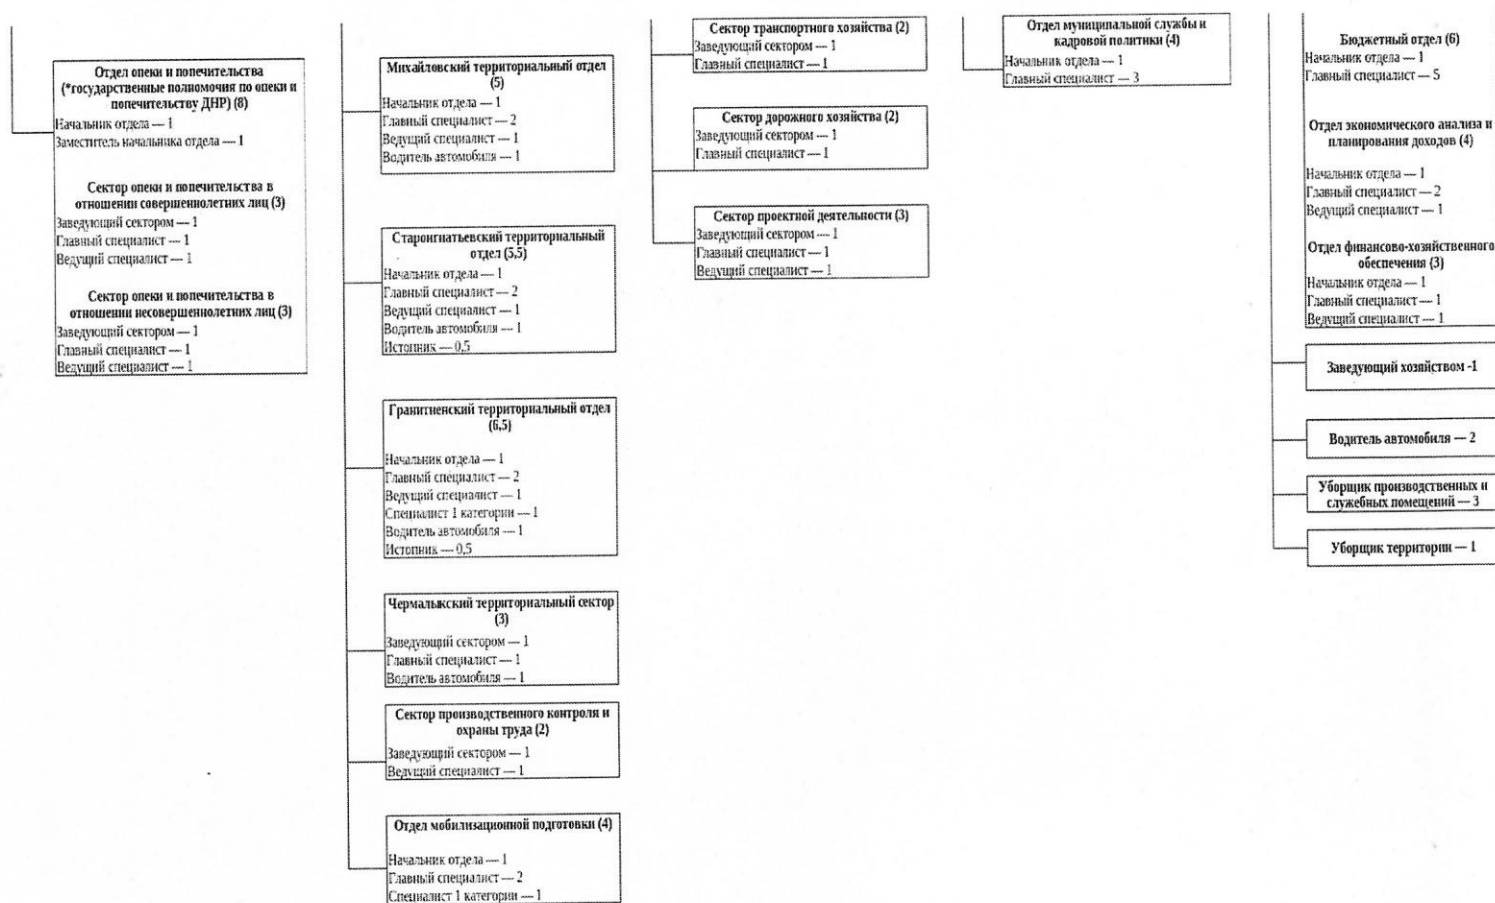 Отдел опеки и попечительства
(*государственные полномочия по опеки и
попечительству ДНР) (8)
Начальник отдела — 1
Заместитель начальника отдела — 1
Сектор опеки и попечительства в
отношении совершеннолетних лиц (3)
Заведующий сектором — 1
Главный специалист — 1
Ведущий специалист — 1
Сектор опеки и попечительства в
отношении несовершеннолетних лиц (3)
Заведующий сектором — 1
Главный специалист — 1
Ведущий специалист — 1
Михайловский территориальный отдел
(5)
Начальник отдела — 1
Главный специалист — 2
Ведущий специалист — 1
Водитель автомобиля — 1
Староигнатьевский территориальный
отдел (5,5)
Начальник отдела — 1
Главный специалист — 2
Ведущий специалист — 1
Водитель автомобиля — 1
Истопник — 0,5
Гранитненский территориальный отдел
(6,5)
Начальник отдела — 1
Главный специалист — 2
Ведущий специалист — 1
Специалист 1 категории — 1
Водитель автомобиля — 1
Истопник — 0,5
Чермалыкский территориальный сектор
(3)
Заведующий сектором — 1
Главный специалист — 1
Водитель автомобиля — 1
Сектор производственного контроля и
охраны труда (2)
Заведующий сектором — 1
Ведущий специалист — 1
Отдел мобилизационной подготовки (4)
Начальник отдела — 1
Главный специалист — 2
Специалист 1 категории — 1
Сектор транспортного хозяйства (2)
Заведующий сектором — 1
Главный специалист — 1
Сектор дорожного хозяйства (2)
Заведующий сектором — 1
Главный специалист — 1
Сектор проектной деятельности (3)
Заведующий сектором — 1
Главный специалист — 1
Ведущий специалист — 1
Отдел муниципальной службы и
кадровой политики (4)
Начальник отдела — 1
Главный специалист — 3
Бюджетный отдел (6)
Начальник отдела — 1
Главный специалист — 5
Отдел экономического анализа и
планирования доходов (4)
Начальник отдела — 1
Главный специалист — 2
Ведущий специалист — 1
Отдел финансово-хозяйственного
обеспечения (3)
Начальник отдела — 1
Главный специалист — 1
Ведущий специалист — 1
Заведующий хозяйством -1
Водитель автомобиля — 2
Уборщик производственных и
служебных помещений — 3
Уборщик территории — 1